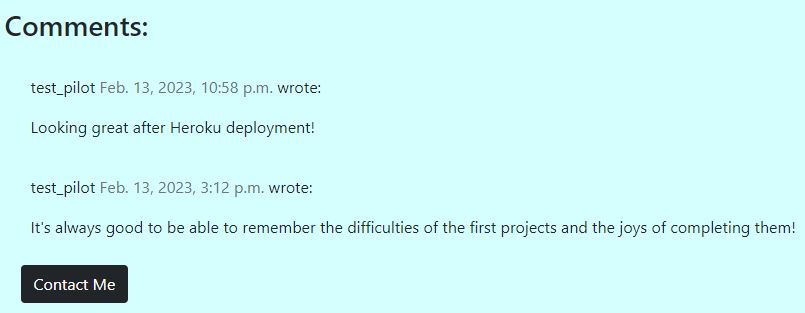 Comments:
test_pilot Feb. 13, 2023, 10:58 p.m. wrote:
Looking great after Heroku deployment!
test_pilot Feb. 13, 2023, 3:12 p.m. wrote:
It's always good to be able to remember the difficulties of the first projects and the joys of completing them!
Contact Me